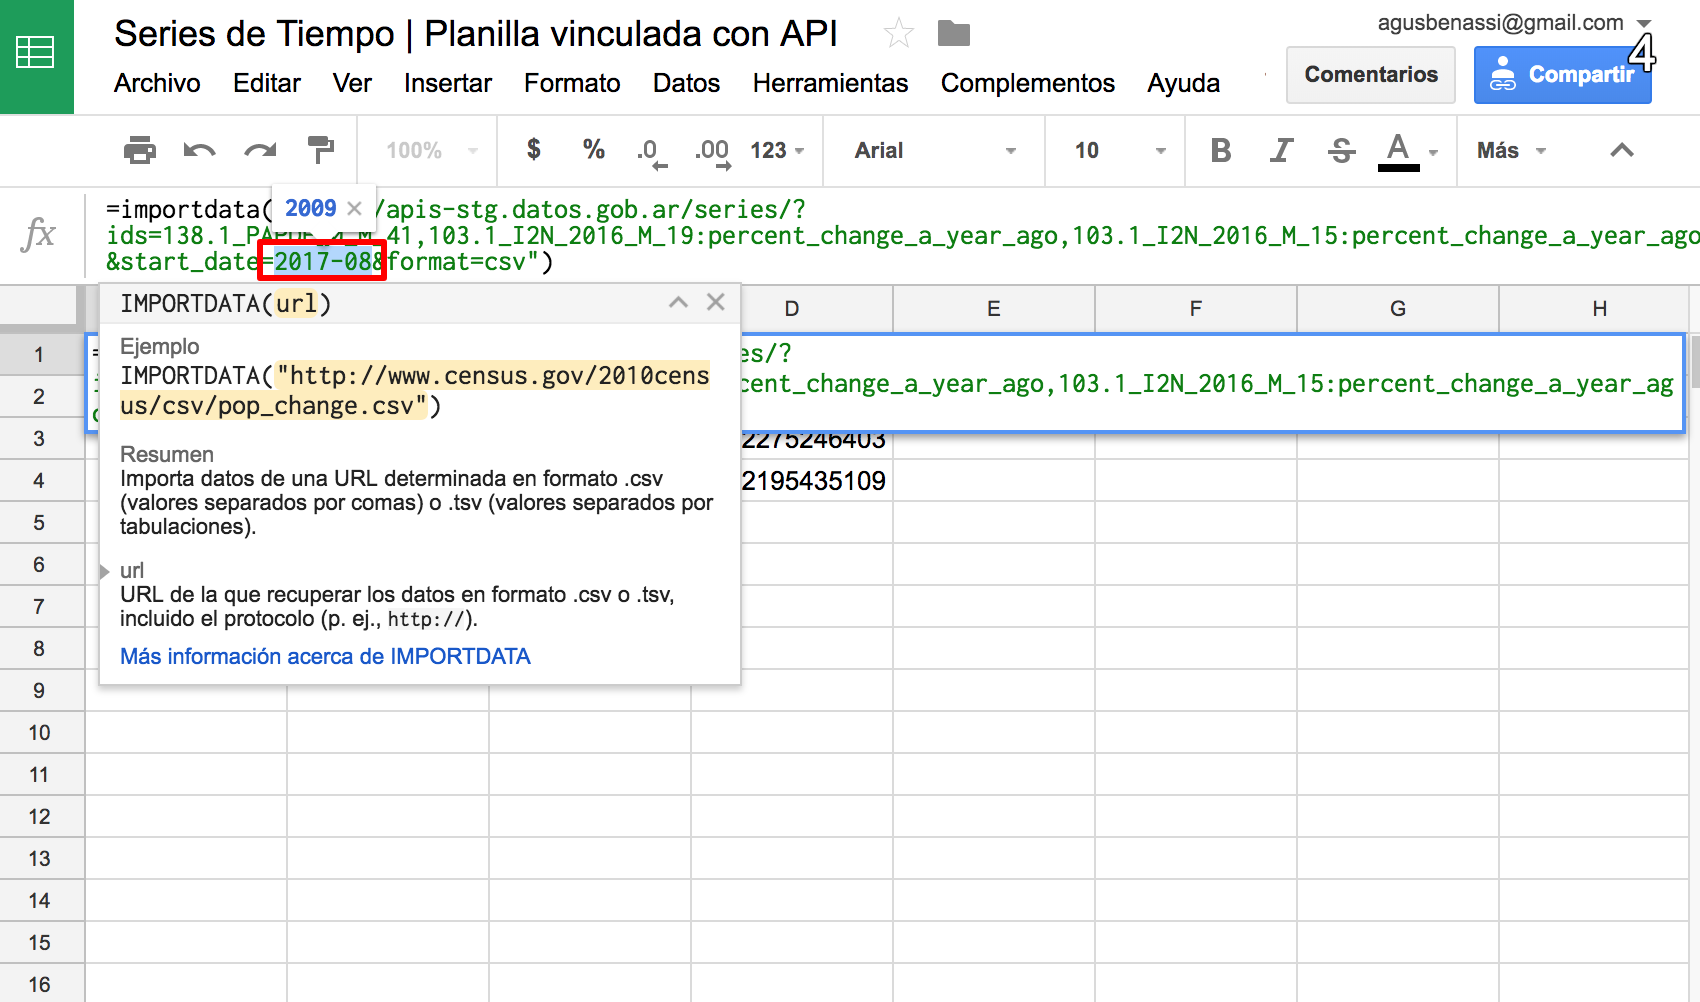 Series de Tiempo | Planilla vinculada con API
agusbenassi@gmail.com
4
Archivo Editar Ver Insertar Formato Datos Herramientas Complementos Ayuda
Comentarios
Compartir
100% $ % .0 .00 123 Arial 10 B I S A Más
2009 ×
fx
=importdata( /apis-stg.datos.gob.ar/series/?
41,103.1_I2N_2016_M_19:percent_change_a_year_ago,103.1_I2N_2016_M_15:percent_change_a_year_ago
&start_date=2017-08&format=csv")
D E F G H
IMPORTDATA(url)
Ejemplo
IMPORTDATA("http://www.census.gov/2010cens
us/csv/pop_change.csv")
Resumen
Importa datos de una URL determinada en formato .csv
(valores separados por comas) o .tsv (valores separados por
tabulaciones).
url
URL de la que recuperar los datos en formato .csv o .tsv,
incluido el protocolo (p. ej., http://).
Más información acerca de IMPORTDATA
es/?
cent_change_a_year_ago,103.1_I2N_2016_M_15:percent_change_a_year_ag
2275246403
2195435109
1
2
3
4
5
6
7
8
9
10
11
12
13
14
15
16